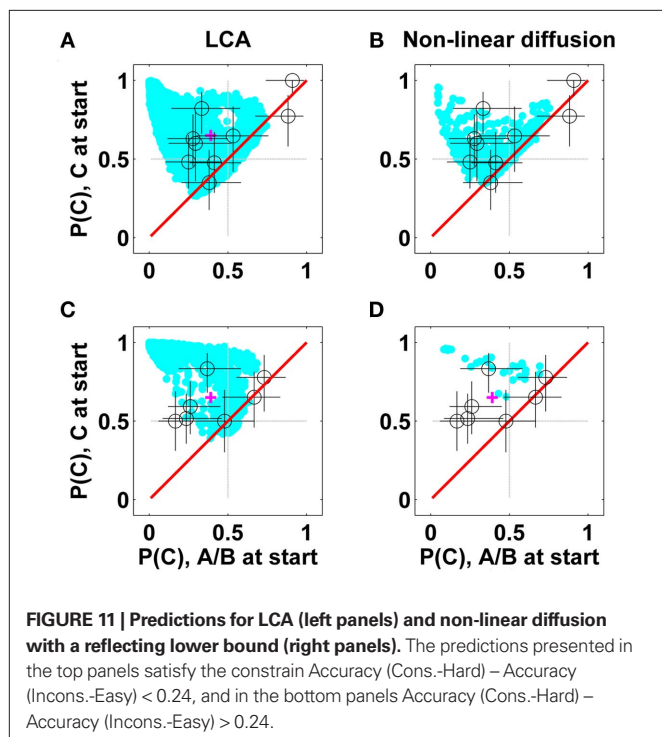 A
LCA
B
Non-linear diffusion
P(C), C at start
1
0.5
0
0
0.5
1
1
0.5
0
0
0.5
1
C
D
P(C), C at start
1
0.5
0
0
0.5
1
P(C), A/B at start
1
0.5
0
0
0.5
1
P(C), A/B at start
FIGURE 11 | Predictions for LCA (left panels) and non-linear diffusion
with a reflecting lower bound (right panels). The predictions presented in
the top panels satisfy the constrain Accuracy (Cons.-Hard) – Accuracy
(Incons.-Easy) < 0.24, and in the bottom panels Accuracy (Cons.-Hard) –
Accuracy (Incons.-Easy) > 0.24.